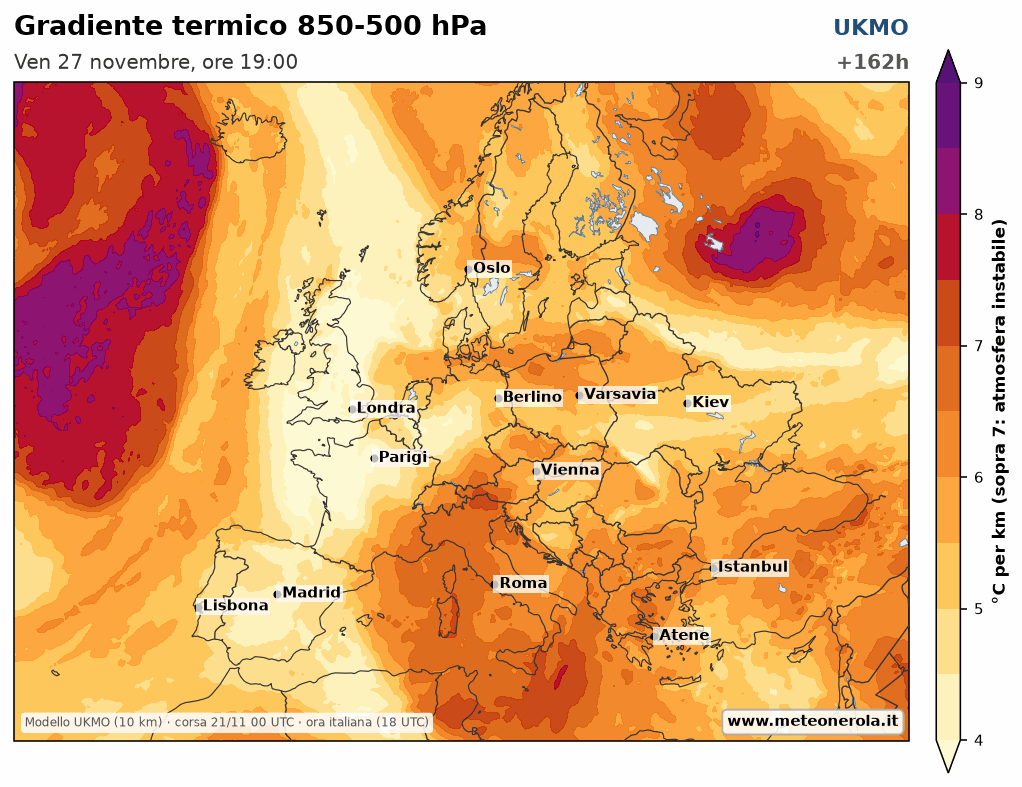 Gradiente termico 850-500 hPa
UKMO
Ven 27 novembre, ore 19:00
+162h
9
8
7
6
5
4
°C per km (sopra 7: atmosfera instabile)
Oslo
Londra
Berlino
Varsavia
Kiev
Parigi
Vienna
Istanbul
Roma
Madrid
Lisbona
Atene
Modello UKMO (10 km) · corsa 21/11 00 UTC · ora italiana (18 UTC)
www.meteonerola.it